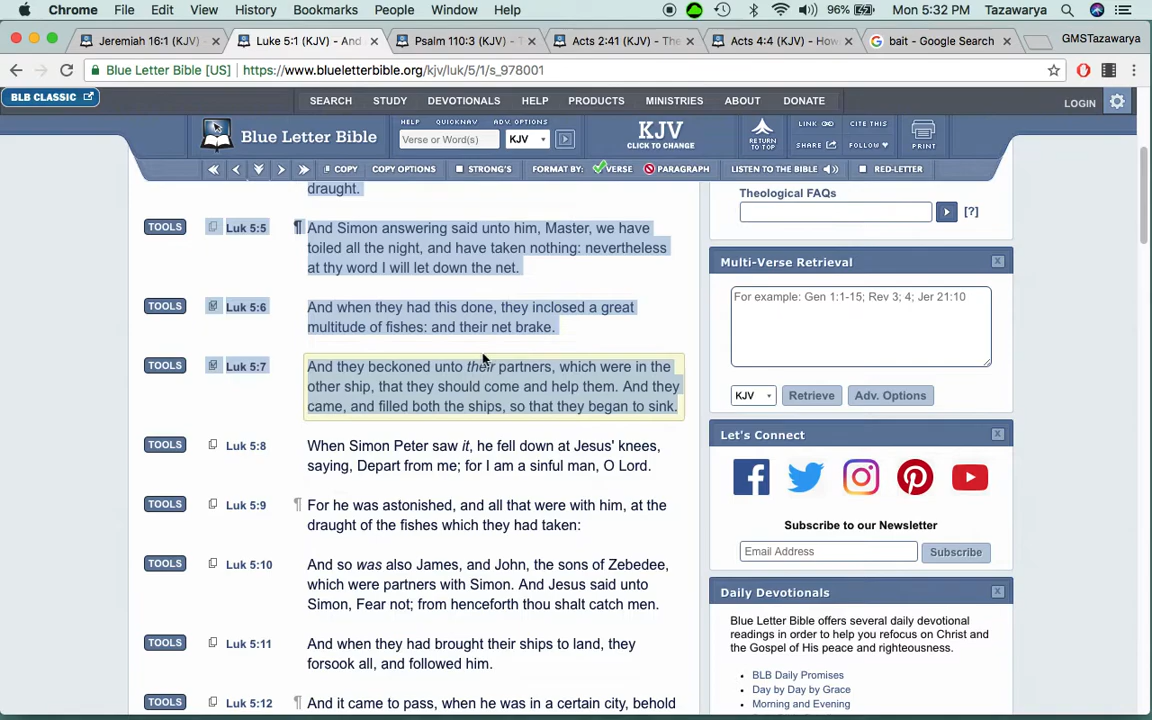 Chrome File Edit View History Bookmarks People Window Help 96% Mon 5:32 PM Tazawarya
Jeremiah 16:1 (KJV) - × Luke 5:1 (KJV) - And × Psalm 110:3 (KJV) - T × Acts 2:41 (KJV) - The × Acts 4:4 (KJV) - How × bait - Google Search × GMSTazawarya
Blue Letter Bible [US] https://www.blueletterbible.org/kjv/luk/5/1/s_978001
BLB CLASSIC SEARCH STUDY DEVOTIONALS HELP PRODUCTS MINISTRIES ABOUT DONATE LOGIN
HELP QUICKNAV ADV. OPTIONS
Blue Letter Bible Verse or Word(s) KJV
KJV
CLICK TO CHANGE
RETURN
TO TOP
LINK CITE THIS
SHARE FOLLOW
PRINT
COPY COPY OPTIONS STRONG'S FORMAT BY: VERSE PARAGRAPH LISTEN TO THE BIBLE RED-LETTER
draught.
TOOLS Luk 5:5 ¶ And Simon answering said unto him, Master, we have
toiled all the night, and have taken nothing: nevertheless
at thy word I will let down the net.
TOOLS Luk 5:6 And when they had this done, they inclosed a great
multitude of fishes: and their net brake.
TOOLS Luk 5:7 And they beckoned unto their partners, which were in the
other ship, that they should come and help them. And they
came, and filled both the ships, so that they began to sink.
TOOLS Luk 5:8 When Simon Peter saw it, he fell down at Jesus' knees,
saying, Depart from me; for I am a sinful man, O Lord.
TOOLS Luk 5:9 ¶ For he was astonished, and all that were with him, at the
draught of the fishes which they had taken:
TOOLS Luk 5:10 And so was also James, and John, the sons of Zebedee,
which were partners with Simon. And Jesus said unto
Simon, Fear not; from henceforth thou shalt catch men.
TOOLS Luk 5:11 And when they had brought their ships to land, they
forsook all, and followed him.
TOOLS Luk 5:12 ¶ And it came to pass, when he was in a certain city, behold
Theological FAQs
[?]
Multi-Verse Retrieval X
For example: Gen 1:1-15; Rev 3; 4; Jer 21:10
KJV Retrieve Adv. Options
Let's Connect X
Subscribe to our Newsletter
Email Address Subscribe
Daily Devotionals X
Blue Letter Bible offers several daily devotional
readings in order to help you refocus on Christ and
the Gospel of His peace and righteousness.
• BLB Daily Promises
• Day by Day by Grace
• Morning and Evening